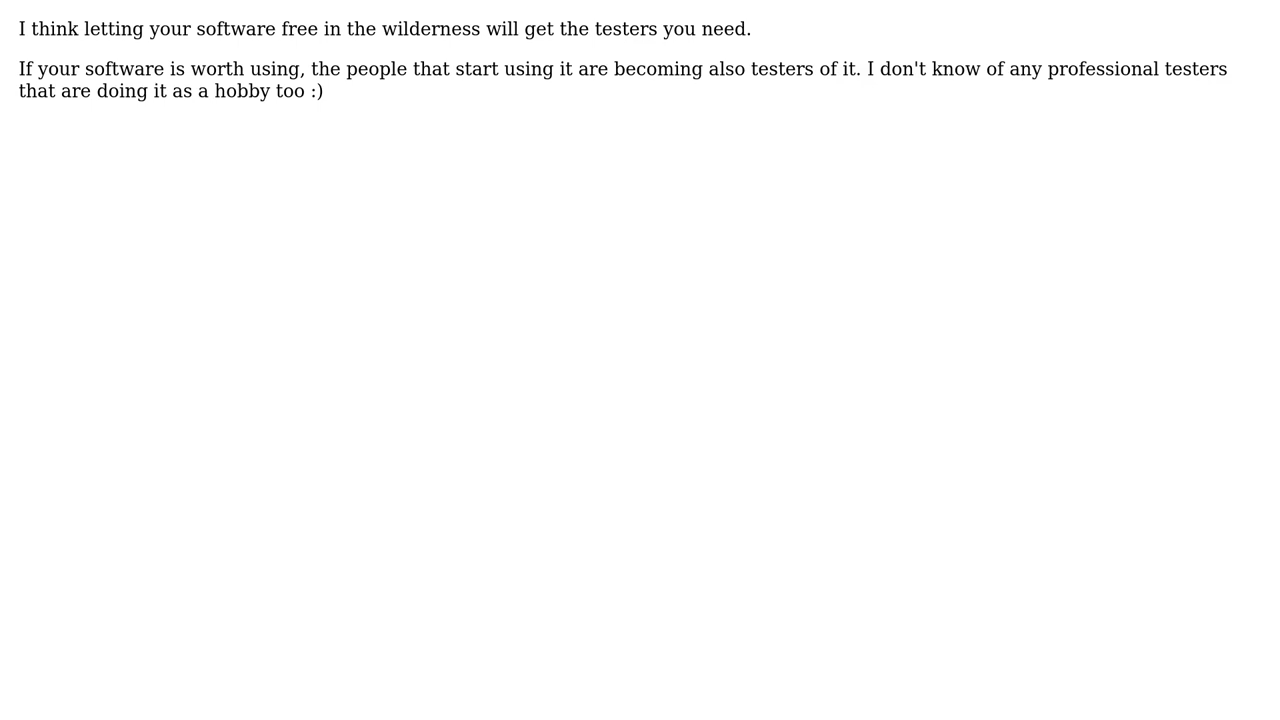 I think letting your software free in the wilderness will get the testers you need.
If your software is worth using, the people that start using it are becoming also testers of it. I don't know of any professional testers
that are doing it as a hobby too :)